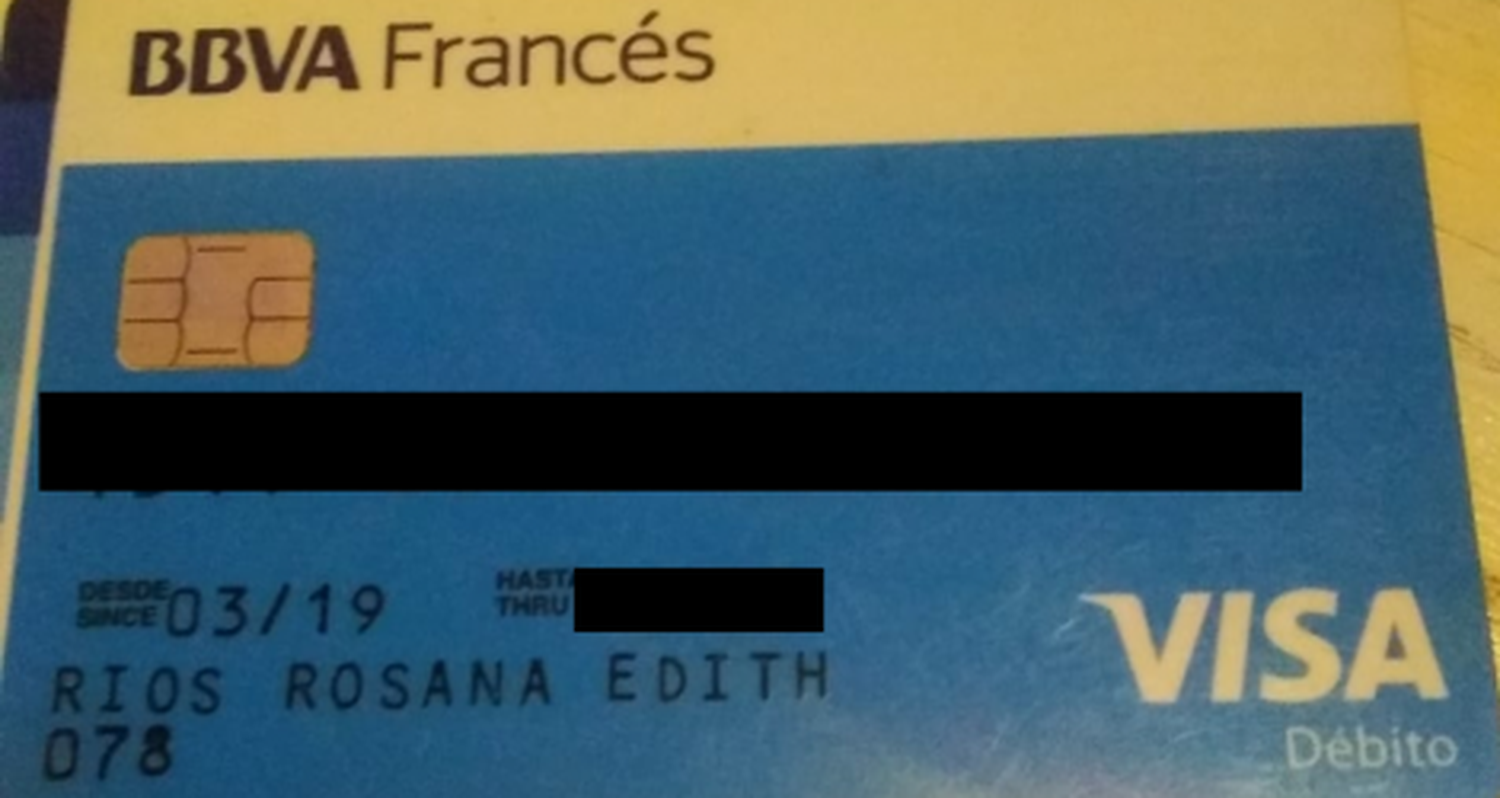 BBVA Francés
DESDE SINCE 03/19 HASTA THRU
RIOS ROSANA EDITH
078
VISA
Débito